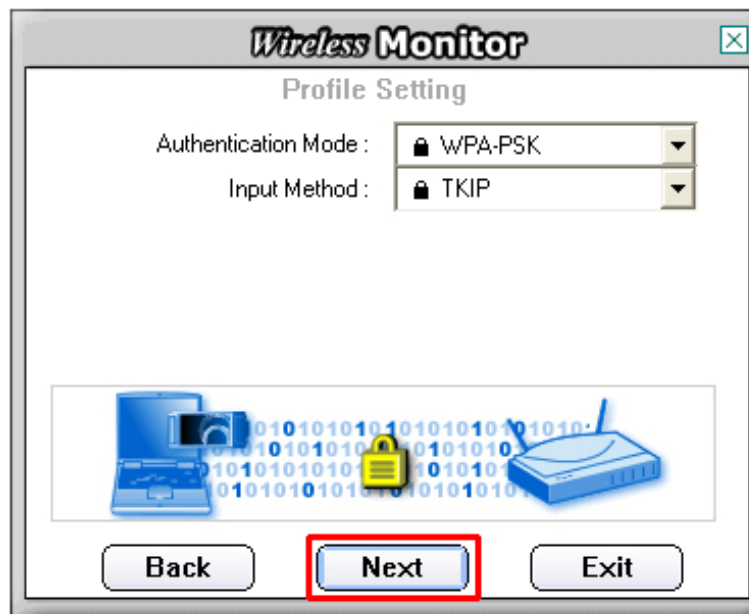 Wireless Monitor
Profile Setting
Authentication Mode : WPA-PSK
Input Method : TKIP
Back Next Exit